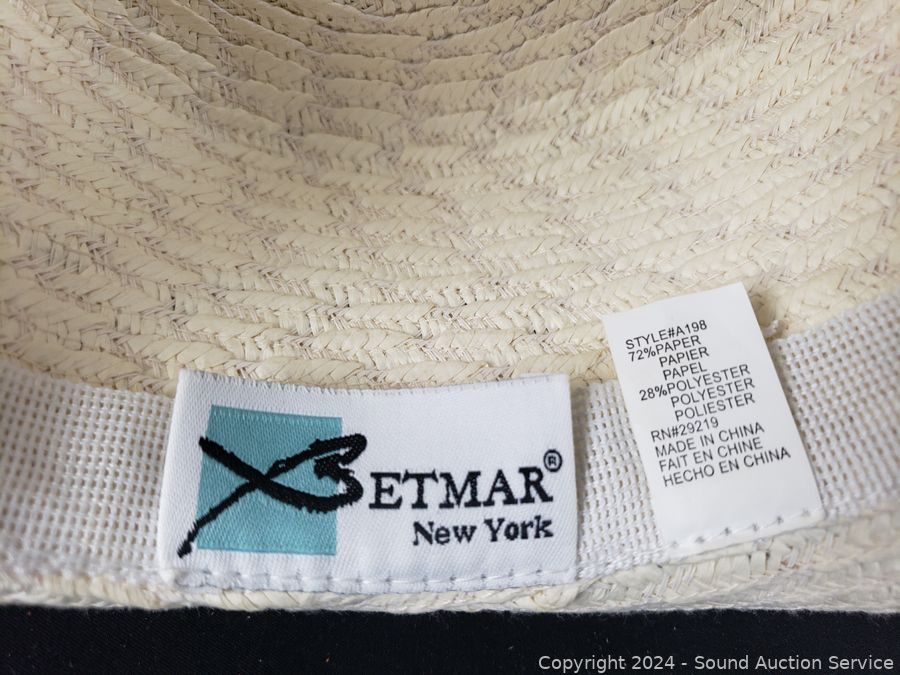 BETMAR®
New York
STYLE#A198
72%PAPER
PAPIER
PAPEL
28%POLYESTER
POLYESTER
POLIESTER
RN#29219
MADE IN CHINA
FAIT EN CHINE
HECHO EN CHINA
Copyright 2024 - Sound Auction Service